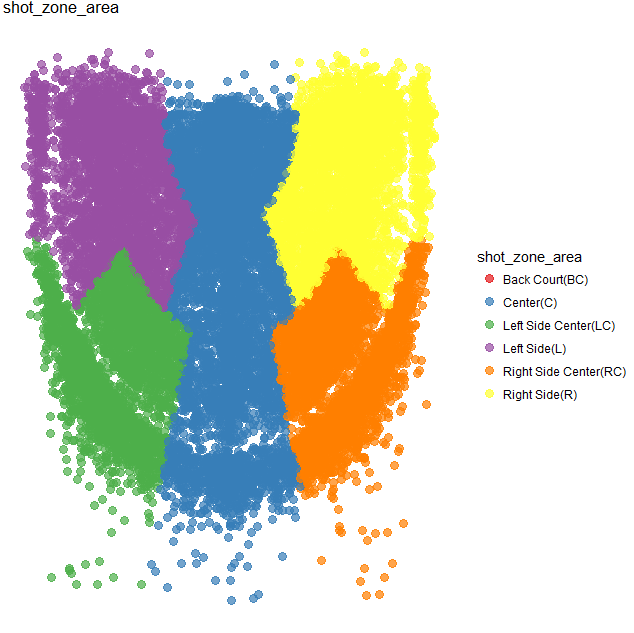 shot_zone_area
shot_zone_area
Back Court(BC)
Center(C)
Left Side Center(LC)
Left Side(L)
Right Side Center(RC)
Right Side(R)